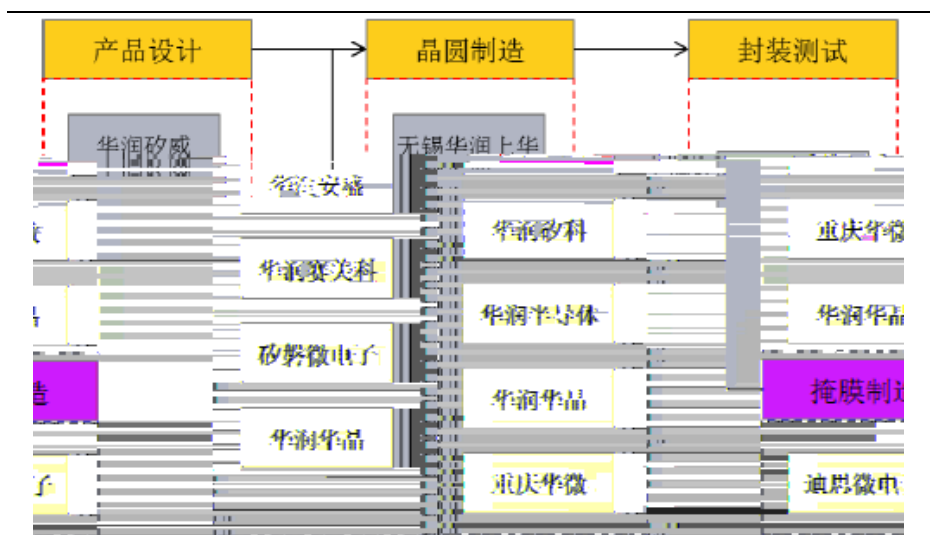 产品设计
晶圆制造
封装测试
华润矽威
无锡华润上华
华润安盛
华润矽科
重庆华微
华润赛美科
华润半导体
华润华晶
造
矽磐微电子
华润华晶
掩膜制造
华润华晶
重庆华微
子
迪思微电